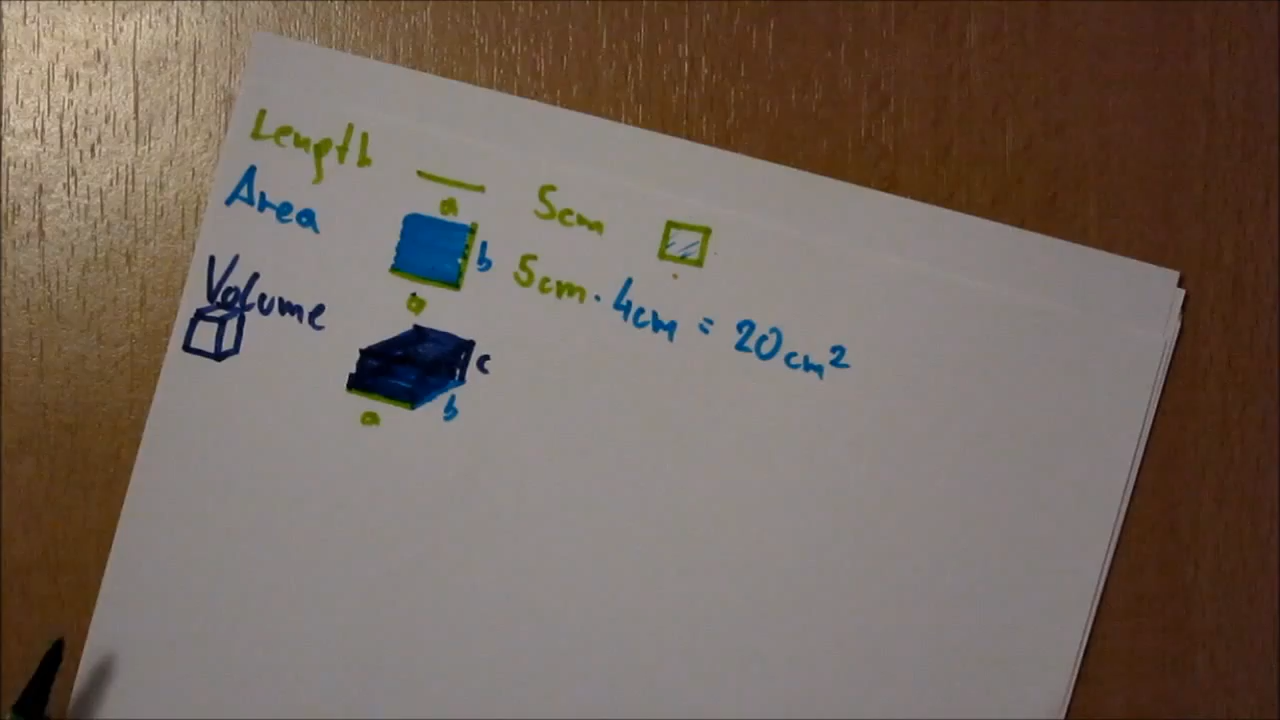 Length a 5cm
Area b 5cm · 4cm = 20cm²
a
Volume c
b
a